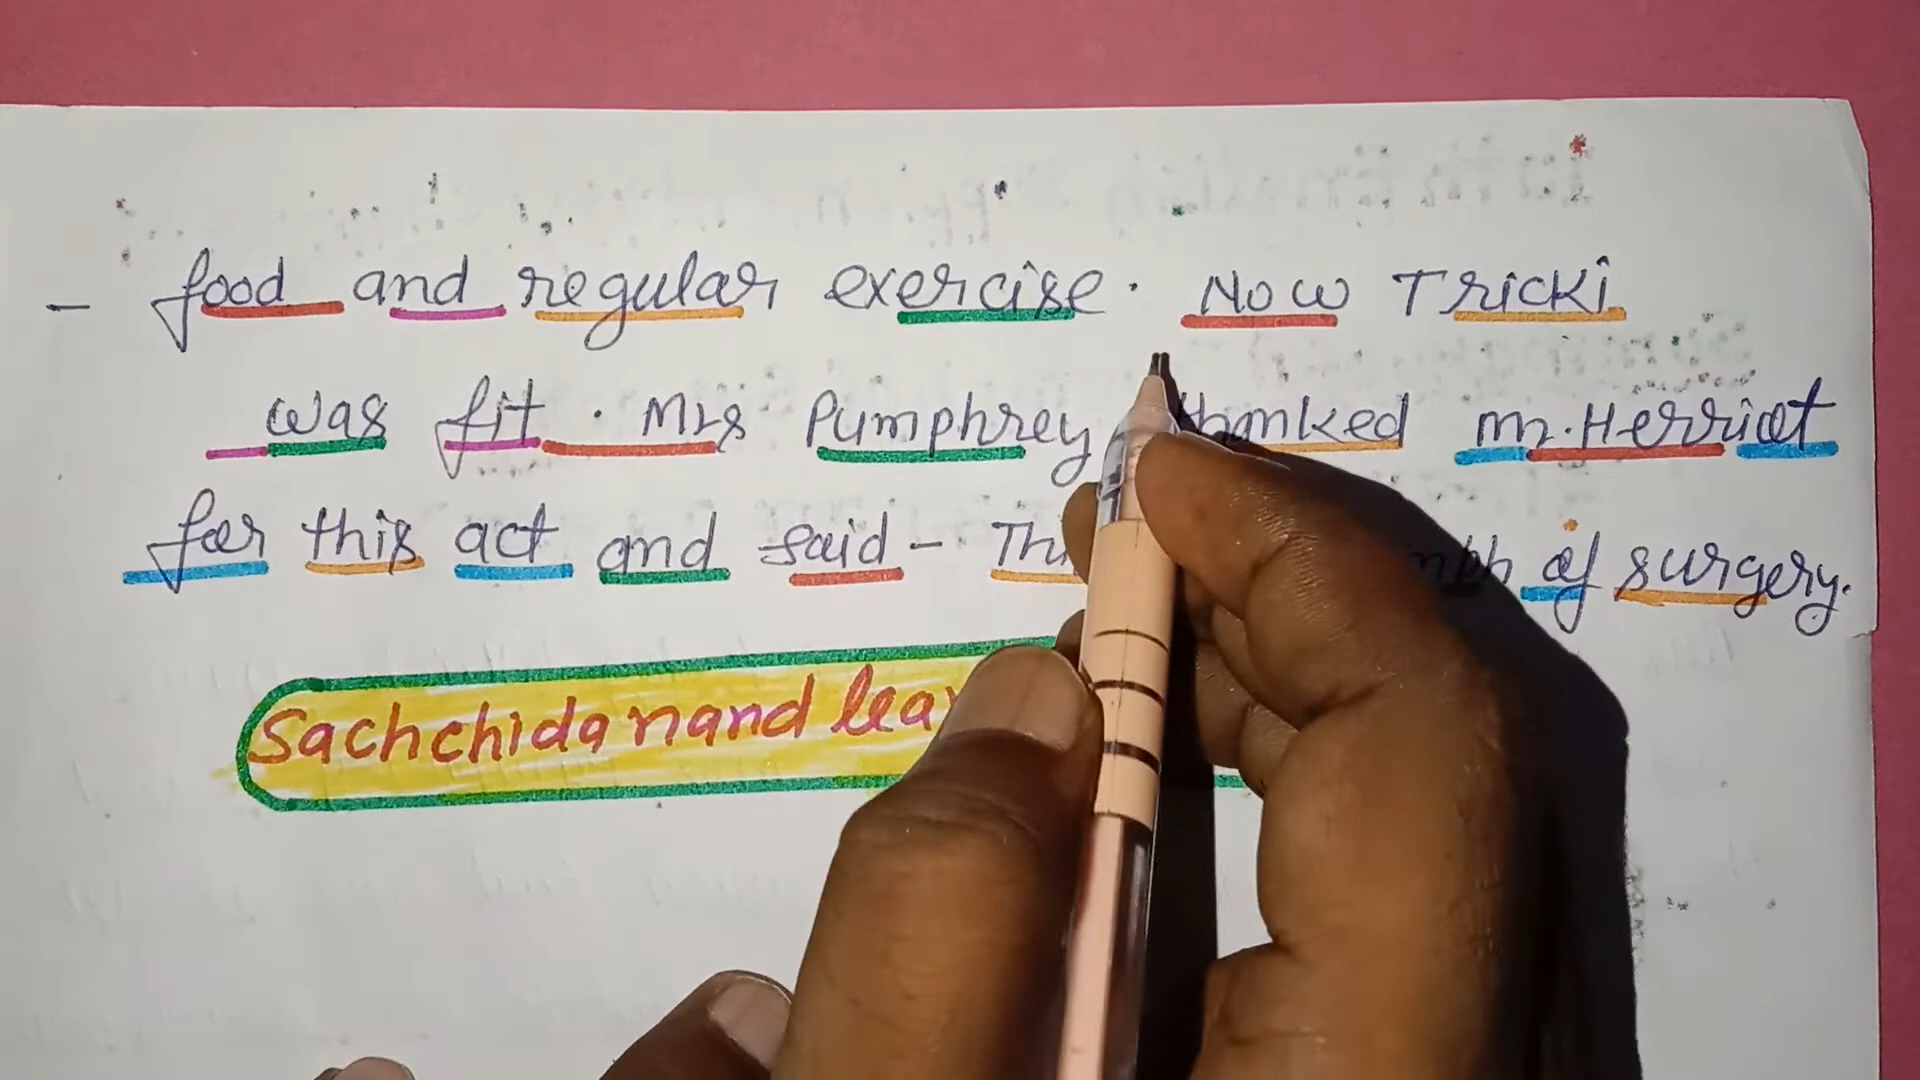 - food and regular exercise. Now Tricki
was fit. Mrs Pumphrey thanked Mr. Herriot
for this act and said - of surgery.
Sachchidanand